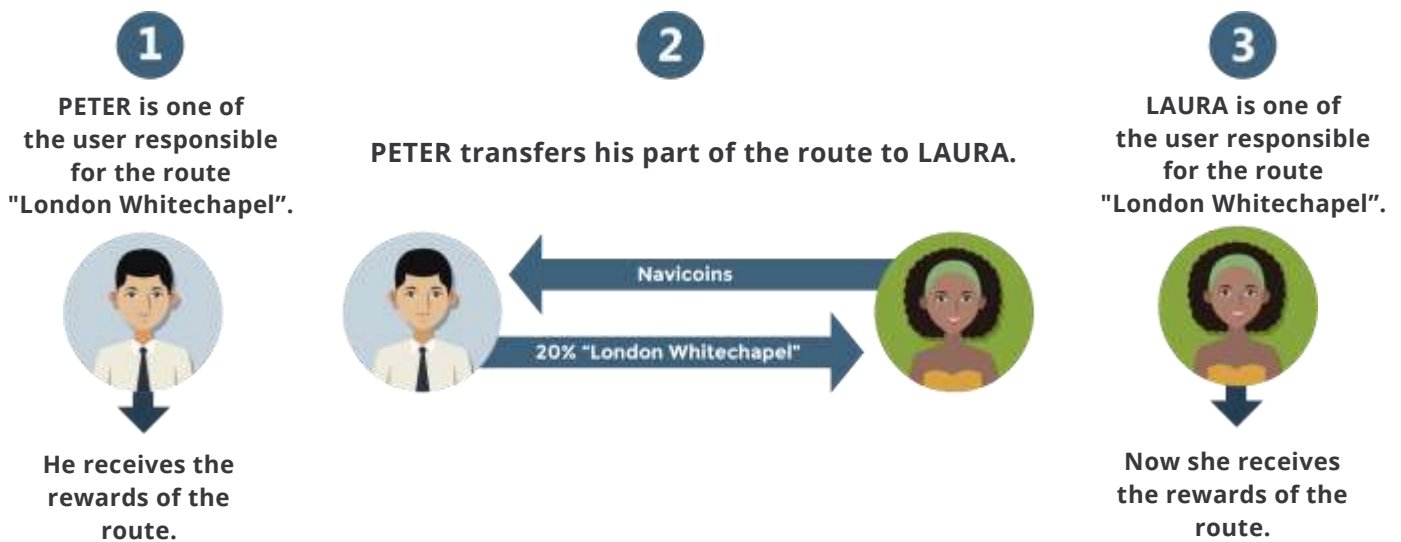 1
PETER is one of
the user responsible
for the route
"London Whitechapel”.
He receives the
rewards of the
route.
2
PETER transfers his part of the route to LAURA.
Navicoins
20% "London Whitechapel"
3
LAURA is one of
the user responsible
for the route
"London Whitechapel”.
Now she receives
the rewards of the
route.